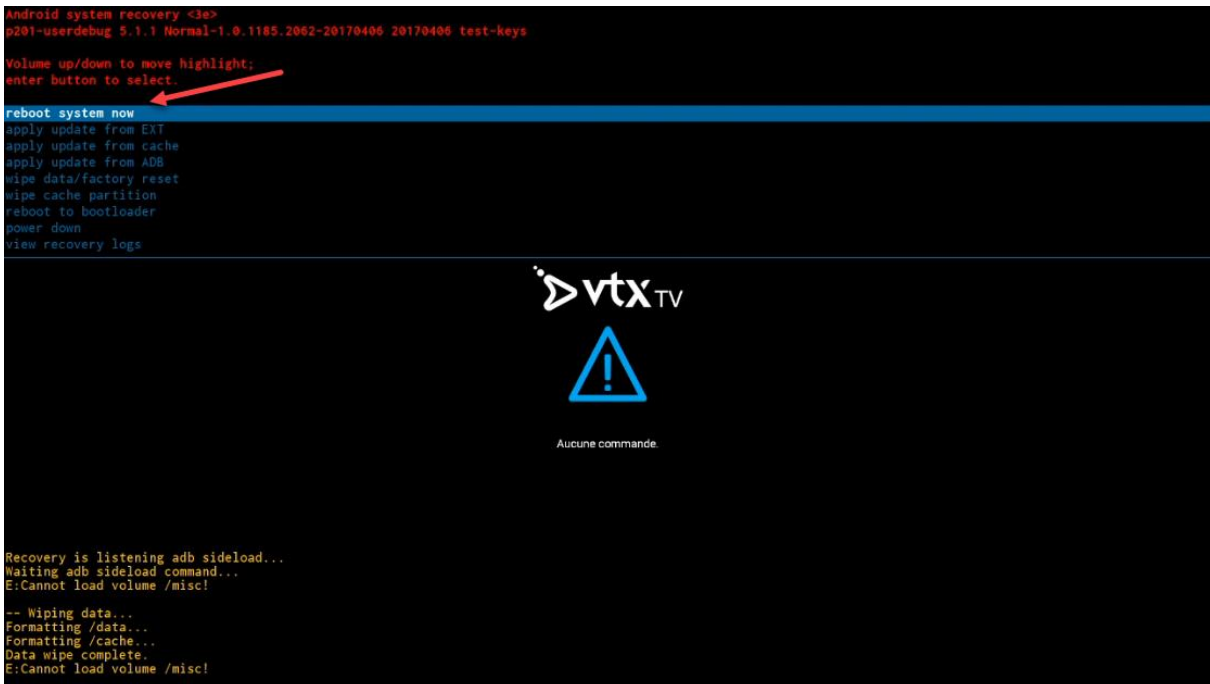 Android system recovery <3e>
p201-userdebug 5.1.1 Normal-1.0.1185.2062-20170406 20170406 test-keys
Volume up/down to move highlight;
enter button to select.
reboot system now
apply update from EXT
apply update from cache
apply update from ADB
wipe data/factory reset
wipe cache partition
reboot to bootloader
power down
view recovery logs
vtx TV
Aucune commande.
Recovery is listening adb sideload...
Waiting adb sideload command...
E:Cannot load volume /misc!
-- Wiping data...
Formatting /data...
Formatting /cache...
Data wipe complete.
E:Cannot load volume /misc!